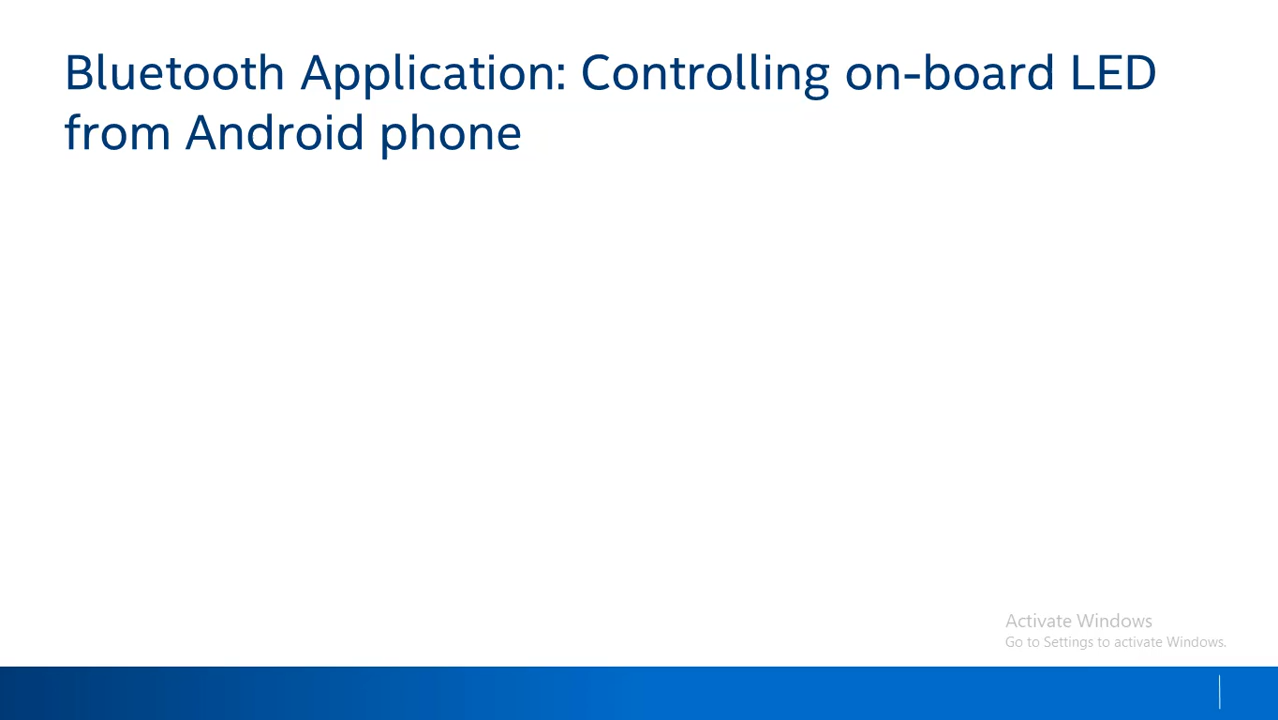 Bluetooth Application: Controlling on-board LED
from Android phone
Activate Windows
Go to Settings to activate Windows.